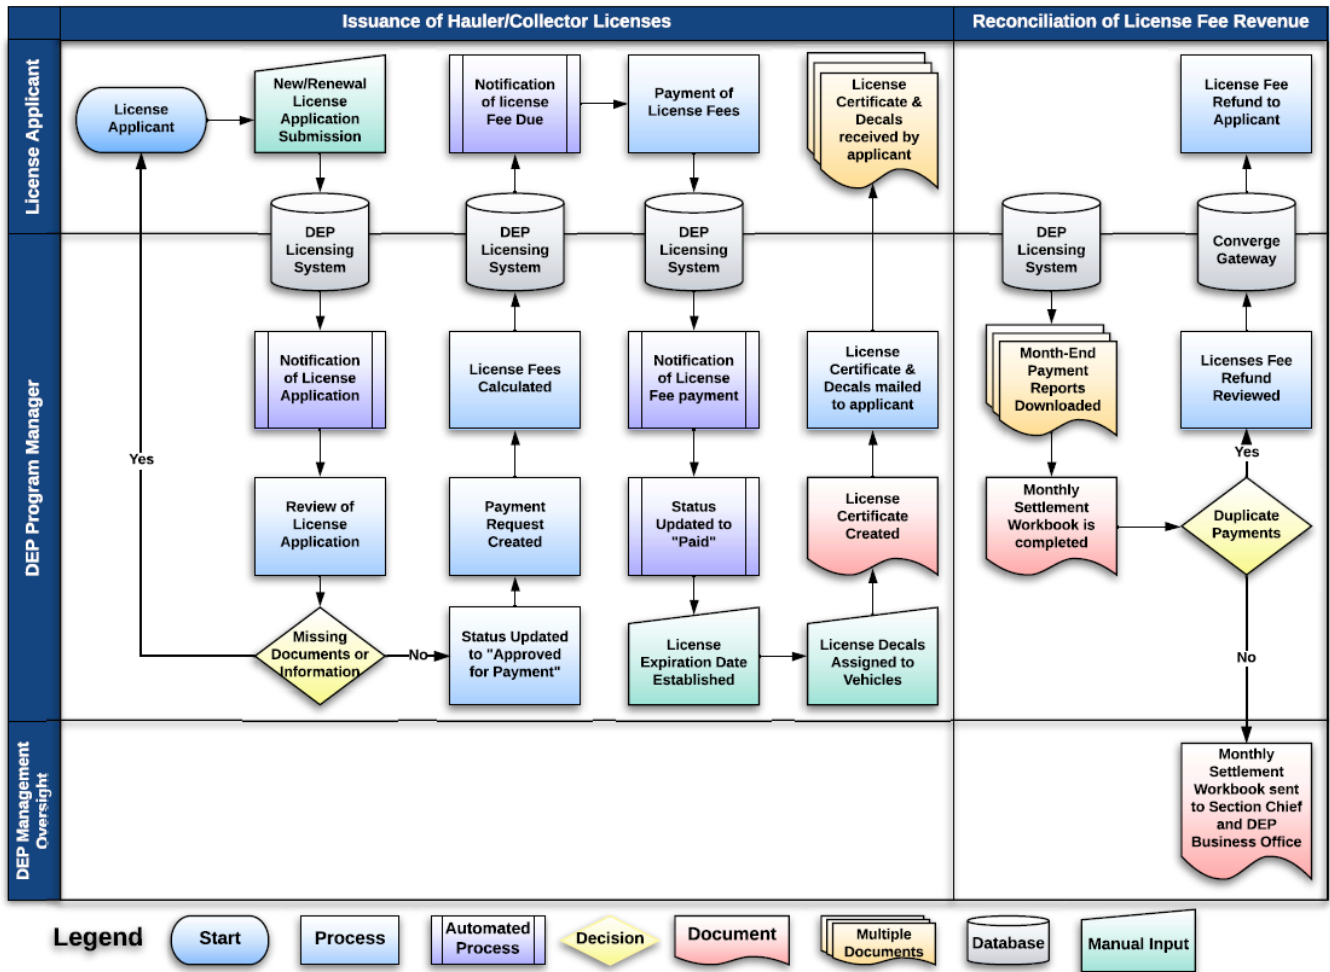 Issuance of Hauler/Collector Licenses
Reconciliation of License Fee Revenue
License Applicant
License
Applicant
New/Renewal
License
Application
Submission
Notification
of license
Fee Due
Payment of
License Fees
License
Certificate &
Decals
received by
applicant
License Fee
Refund to
Applicant
DEP
Licensing
System
DEP
Licensing
System
DEP
Licensing
System
DEP
Licensing
System
Converge
Gateway
DEP Program Manager
Notification
of License
Application
License Fees
Calculated
Notification
of License
Fee payment
License
Certificate &
Decals mailed
to applicant
Month-End
Payment
Reports
Downloaded
Licenses Fee
Refund
Reviewed
Yes
Yes
Review of
License
Application
Payment
Request
Created
Status
Updated to
"Paid"
License
Certificate
Created
Monthly
Settlement
Workbook is
completed
Duplicate
Payments
Missing
Documents or
Information
No
Status Updated
to "Approved
for Payment"
License
Expiration Date
Established
License Decals
Assigned to
Vehicles
No
DEP Management
Oversight
Monthly
Settlement
Workbook sent
to Section Chief
and DEP
Business Office
Legend
Start
Process
Automated
Process
Decision
Document
Multiple
Documents
Database
Manual Input